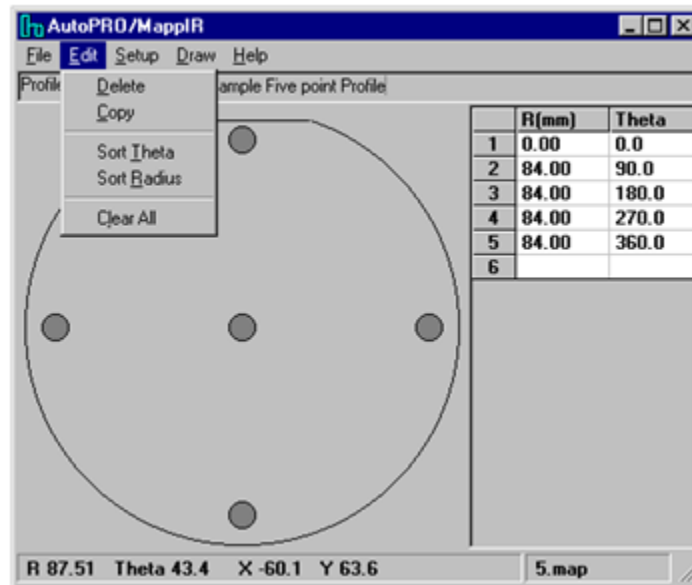 AutoPRO/MappIR
File Edit Setup Draw Help
Profile ample Five point Profile
Delete
Copy
Sort Theta
Sort Radius
Clear All
R(mm) Theta
1 0.00 0.0
2 84.00 90.0
3 84.00 180.0
4 84.00 270.0
5 84.00 360.0
6
R 87.51 Theta 43.4 X -60.1 Y 63.6 5.map